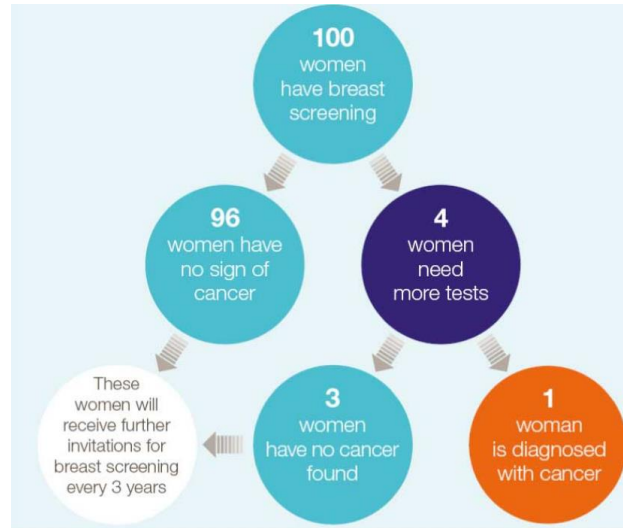 100
women
have breast
screening
96
women have
no sign of
cancer
4
women
need
more tests
These
women will
receive further
invitations for
breast screening
every 3 years
3
women
have no cancer
found
1
woman
is diagnosed
with cancer